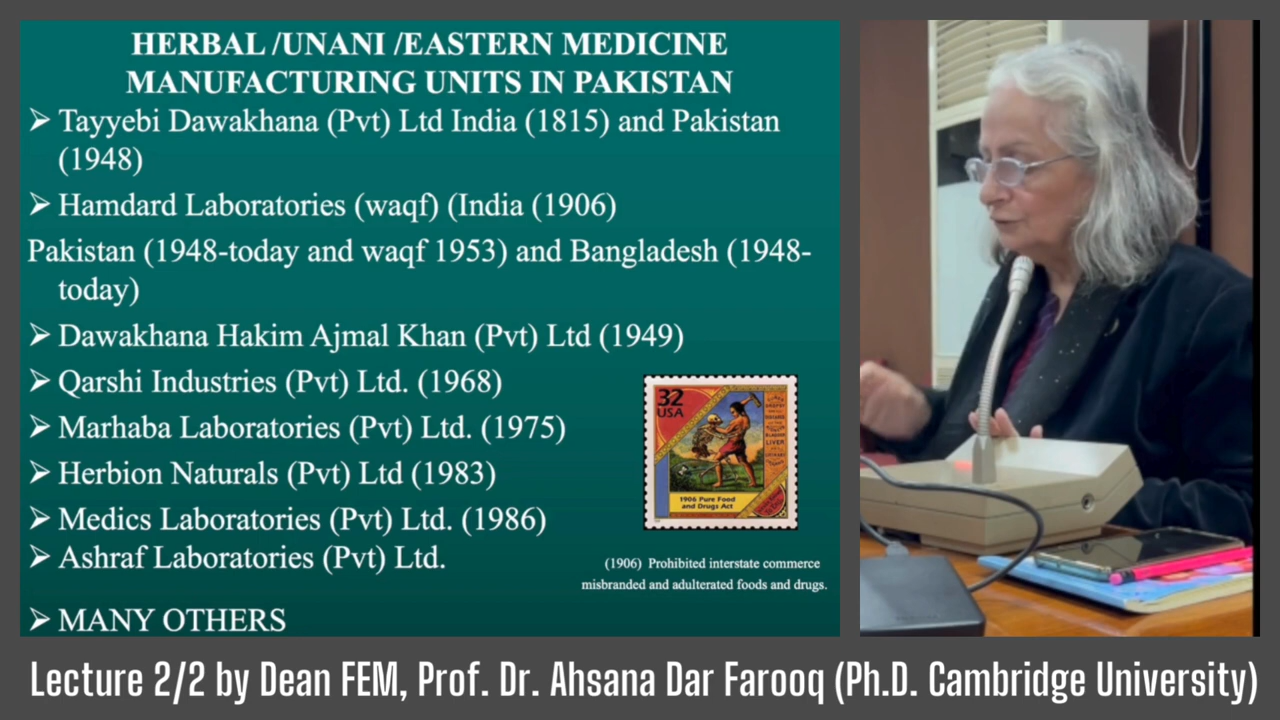 HERBAL /UNANI /EASTERN MEDICINE
MANUFACTURING UNITS IN PAKISTAN
➢ Tayyebi Dawakhana (Pvt) Ltd India (1815) and Pakistan
(1948)
➢ Hamdard Laboratories (waqf) (India (1906)
Pakistan (1948-today and waqf 1953) and Bangladesh (1948-
today)
➢ Dawakhana Hakim Ajmal Khan (Pvt) Ltd (1949)
➢ Qarshi Industries (Pvt) Ltd. (1968)
➢ Marhaba Laboratories (Pvt) Ltd. (1975)
➢ Herbion Naturals (Pvt) Ltd (1983)
➢ Medics Laboratories (Pvt) Ltd. (1986)
➢ Ashraf Laboratories (Pvt) Ltd.
➢ MANY OTHERS
32
USA
LIVER
1906 Pure Food
and Drugs Act
(1906) Prohibited interstate commerce
misbranded and adulterated foods and drugs.
Lecture 2/2 by Dean FEM, Prof. Dr. Ahsana Dar Farooq (Ph.D. Cambridge University)